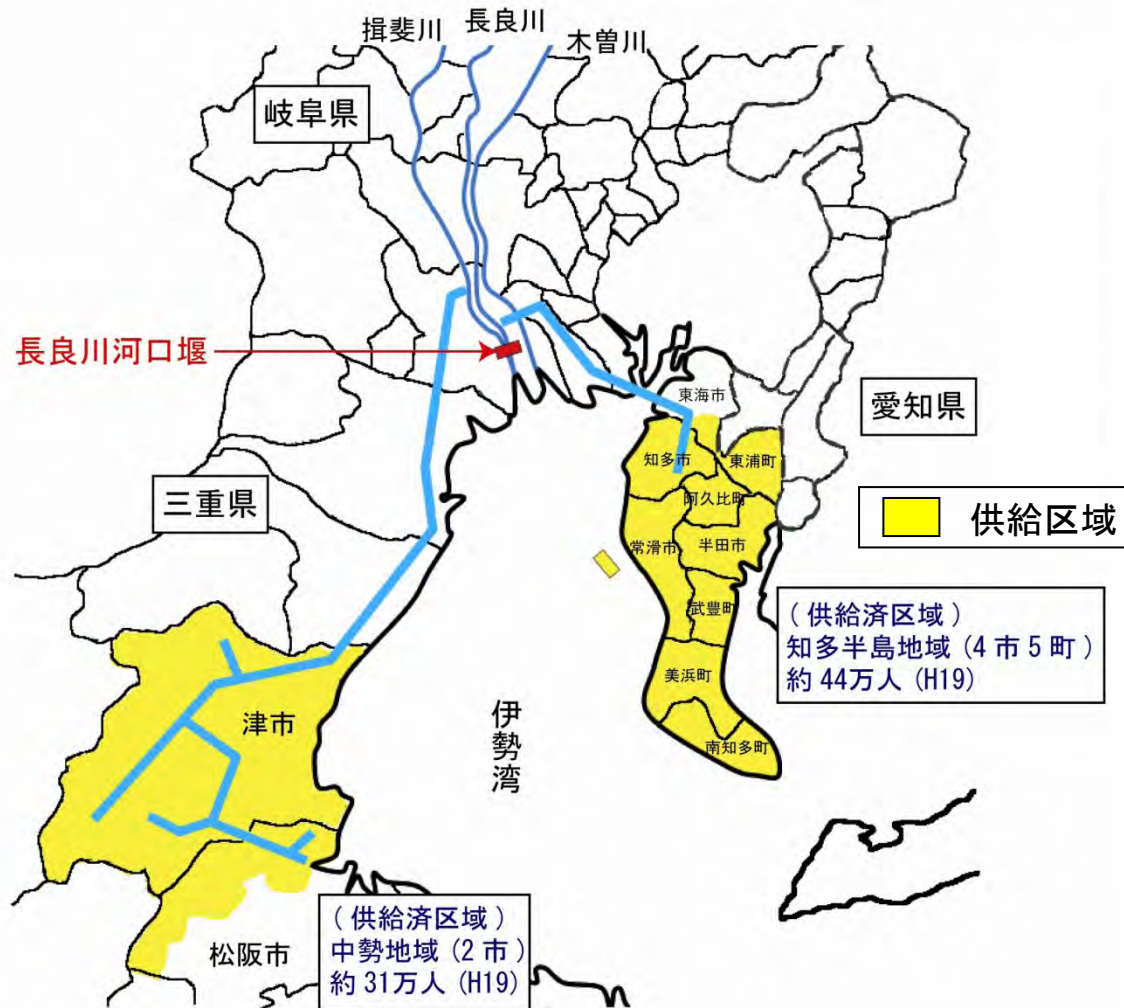 揖斐川
長良川
木曽川
岐阜県
長良川河口堰
東海市
愛知県
知多市
東浦町
三重県
阿久比町
供給区域
常滑市
半田市
武豊町
(供給済区域)
知多半島地域(4市5町)
約44万人(H19)
美浜町
津市
伊勢湾
南知多町
(供給済区域)
中勢地域(2市)
約31万人(H19)
松阪市